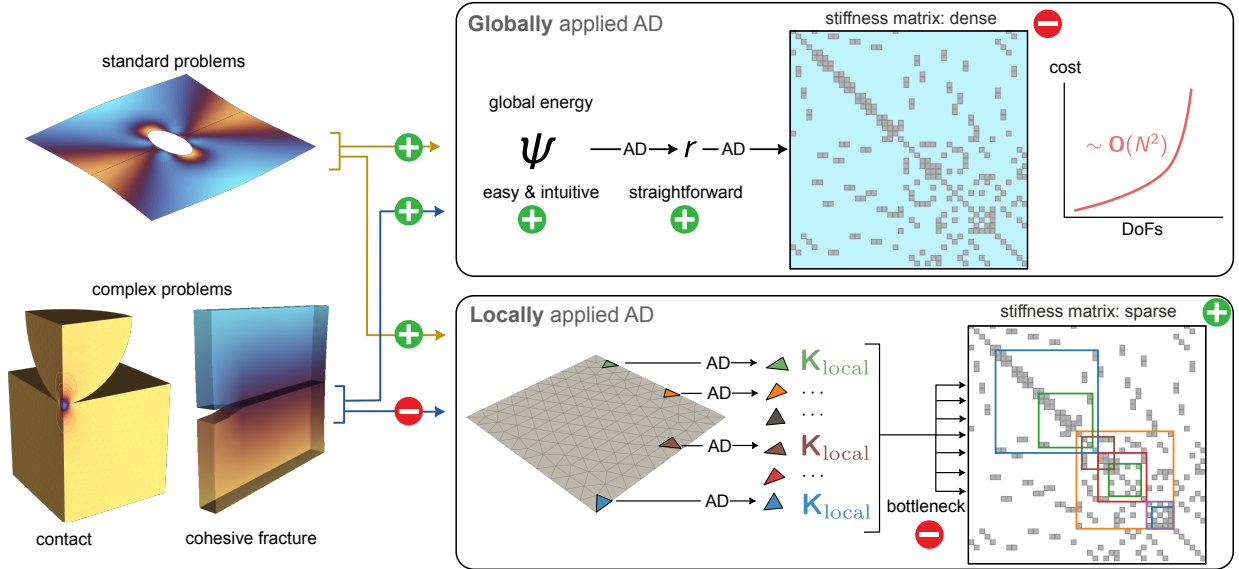 standard problems
complex problems
contact
cohesive fracture
Globally applied AD
stiffness matrix: dense
global energy
ψ
AD
r
AD
easy & intuitive
straightforward
cost
~ O(N²)
DoFs
Locally applied AD
stiffness matrix: sparse
AD
K_local
AD
...
...
AD
K_local
...
AD
K_local
bottleneck